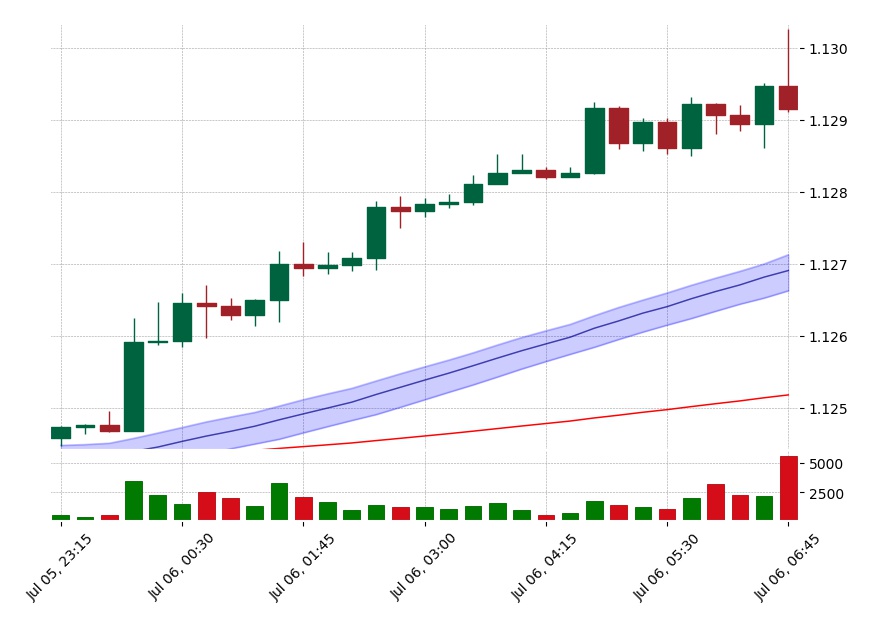 1.130
1.129
1.128
1.127
1.126
1.125
5000
2500
Jul 05, 23:15
Jul 06, 00:30
Jul 06, 01:45
Jul 06, 03:00
Jul 06, 04:15
Jul 06, 05:30
Jul 06, 06:45